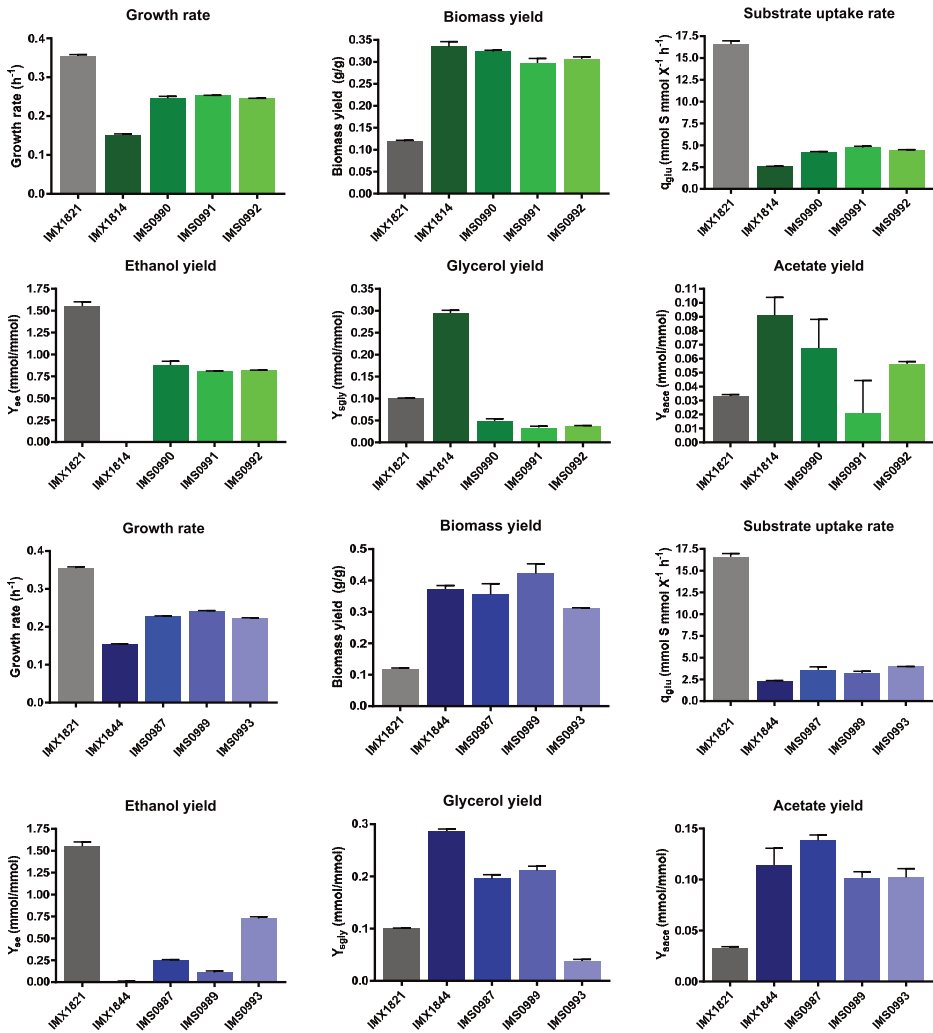 Growth rate
Growth rate (h⁻¹)
0.4
0.3
0.2
0.1
0.0
IMX1821
IMX1814
IMS0990
IMS0991
IMS0992
Biomass yield
Biomass yield (g/g)
0.40
0.35
0.30
0.25
0.20
0.15
0.10
0.05
0.00
IMX1821
IMX1814
IMS0990
IMS0991
IMS0992
Substrate uptake rate
qglu (mmol S mmol X⁻¹ h⁻¹)
17.5
15.0
12.5
10.0
7.5
5.0
2.5
0.0
IMX1821
IMX1814
IMS0990
IMS0991
IMS0992
Ethanol yield
Yse (mmol/mmol)
1.75
1.50
1.25
1.00
0.75
0.50
0.25
0.00
IMX1821
IMX1814
IMS0990
IMS0991
IMS0992
Glycerol yield
Ysgly (mmol/mmol)
0.35
0.30
0.25
0.20
0.15
0.10
0.05
0.00
IMX1821
IMX1814
IMS0990
IMS0991
IMS0992
Acetate yield
Ysace (mmol/mmol)
0.11
0.10
0.09
0.08
0.07
0.06
0.05
0.04
0.03
0.02
0.01
0.00
IMX1821
IMX1814
IMS0990
IMS0991
IMS0992
Growth rate
Growth rate (h⁻¹)
0.4
0.3
0.2
0.1
0.0
IMX1821
IMX1844
IMS0987
IMS0989
IMS0993
Biomass yield
Biomass yield (g/g)
0.5
0.4
0.3
0.2
0.1
0.0
IMX1821
IMX1844
IMS0987
IMS0989
IMS0993
Substrate uptake rate
qglu (mmol S mmol X⁻¹ h⁻¹)
17.5
15.0
12.5
10.0
7.5
5.0
2.5
0.0
IMX1821
IMX1844
IMS0987
IMS0989
IMS0993
Ethanol yield
Yse (mmol/mmol)
1.75
1.50
1.25
1.00
0.75
0.50
0.25
0.00
IMX1821
IMX1844
IMS0987
IMS0989
IMS0993
Glycerol yield
Ysgly (mmol/mmol)
0.3
0.2
0.1
0.0
IMX1821
IMX1844
IMS0987
IMS0989
IMS0993
Acetate yield
Ysace (mmol/mmol)
0.15
0.10
0.05
0.00
IMX1821
IMX1844
IMS0987
IMS0989
IMS0993